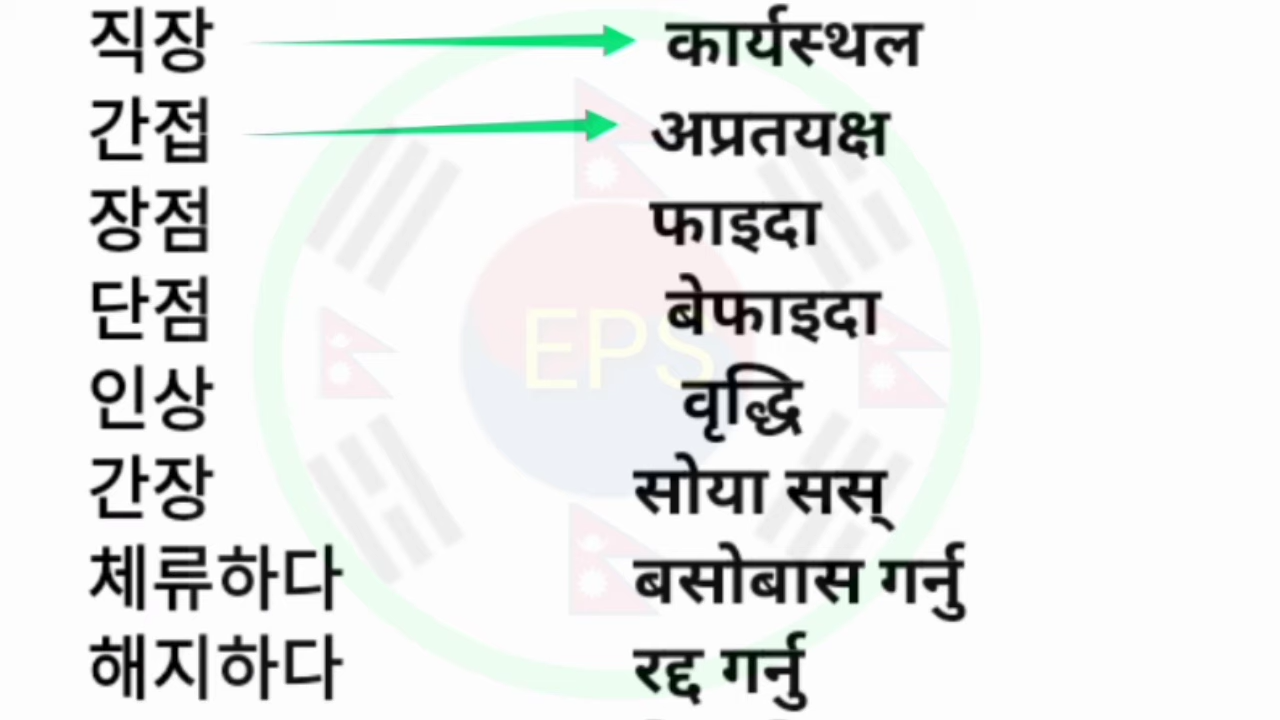 직장 कार्यस्थल
간접 अप्रतयक्ष
장점 फाइदा
단점 बेफाइदा
인상 वृद्धि
간장 सोया सस्
체류하다 बसोबास गर्नु
해지하다 रद्द गर्नु
EPS